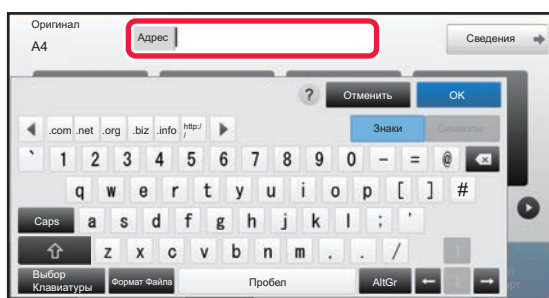 Оригинал
A4
Адрес
Сведения
?
Отменить
OK
.com .net .org .biz .info http:/ /
Знаки
Символы
` 1 2 3 4 5 6 7 8 9 0 - = @
q w e r t y u i o p [ ] #
Caps a s d f g h j k l ; '
z x c v b n m . . /
Выбор Клавиатуры
Формат Файла
Пробел
AltGr